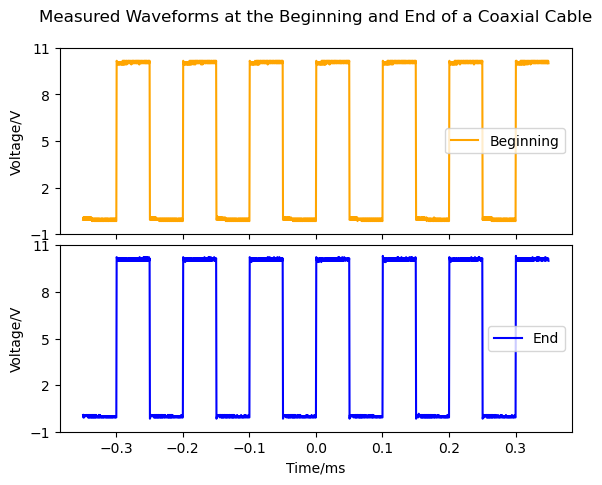 Measured Waveforms at the Beginning and End of a Coaxial Cable
11
8
5
2
−1
Voltage/V
Beginning
11
8
5
2
−1
Voltage/V
End
−0.3 −0.2 −0.1 0.0 0.1 0.2 0.3
Time/ms